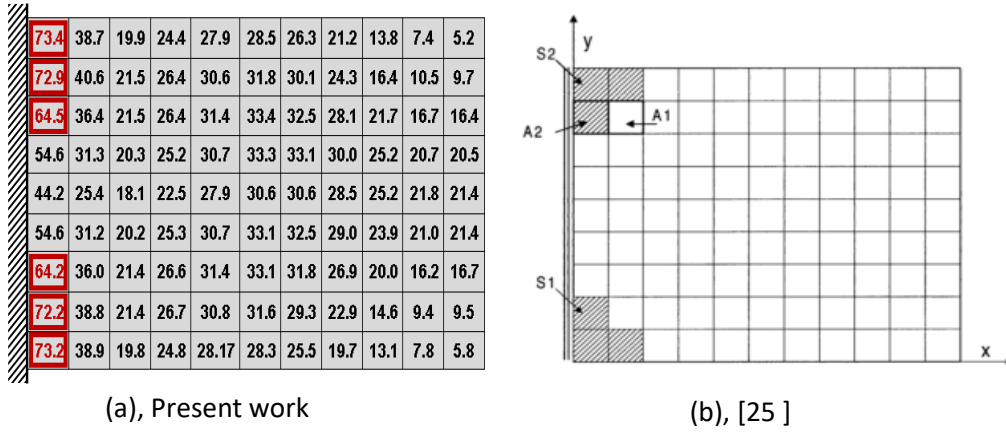 73.4 38.7 19.9 24.4 27.9 28.5 26.3 21.2 13.8 7.4 5.2
72.9 40.6 21.5 26.4 30.6 31.8 30.1 24.3 16.4 10.5 9.7
64.5 36.4 21.5 26.4 31.4 33.4 32.5 28.1 21.7 16.7 16.4
54.6 31.3 20.3 25.2 30.7 33.3 33.1 30.0 25.2 20.7 20.5
44.2 25.4 18.1 22.5 27.9 30.6 30.6 28.5 25.2 21.8 21.4
54.6 31.2 20.2 25.3 30.7 33.1 32.5 29.0 23.9 21.0 21.4
64.2 36.0 21.4 26.6 31.4 33.1 31.8 26.9 20.0 16.2 16.7
72.2 38.8 21.4 26.7 30.8 31.6 29.3 22.9 14.6 9.4 9.5
73.2 38.9 19.8 24.8 28.17 28.3 25.5 19.7 13.1 7.8 5.8
(a), Present work
y
S2
A1
A2
S1
x
(b), [25 ]